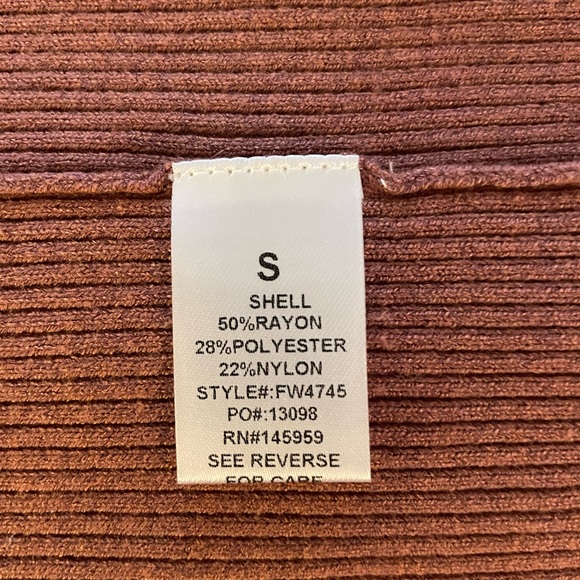 S
SHELL
50%RAYON
28%POLYESTER
22%NYLON
STYLE#:FW4745
PO#:13098
RN#145959
SEE REVERSE
FOR CARE